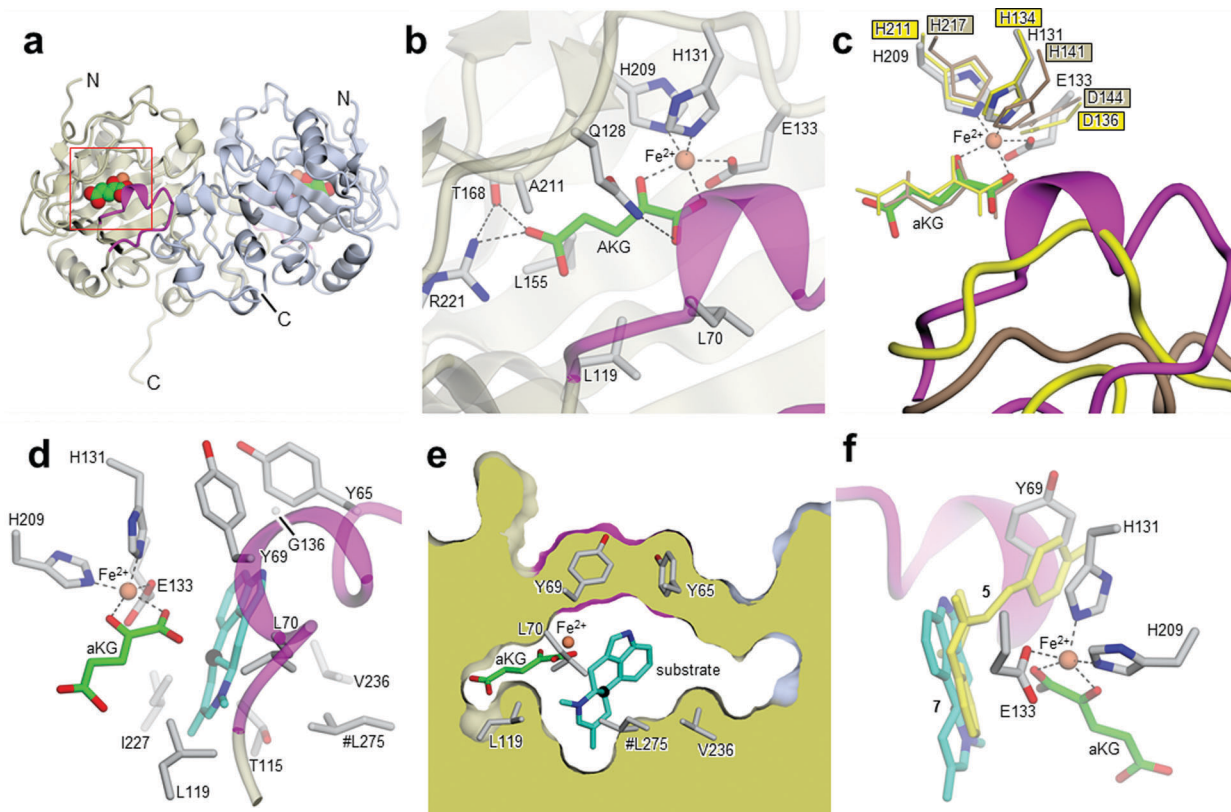 a
N
N
C
C
b
H131
H209
Q128
E133
Fe²⁺
T168
A211
AKG
L155
R221
L70
L119
c
H211
H217
H134
H131
H209
H141
E133
D144
Fe²⁺
D136
aKG
d
H131
Y65
H209
G136
Y69
Fe²⁺
E133
L70
aKG
V236
I227
#L275
T115
L119
e
Y69
Y65
L70
Fe²⁺
aKG
substrate
L119
#L275
V236
f
Y69
H131
5
Fe²⁺
H209
E133
7
aKG